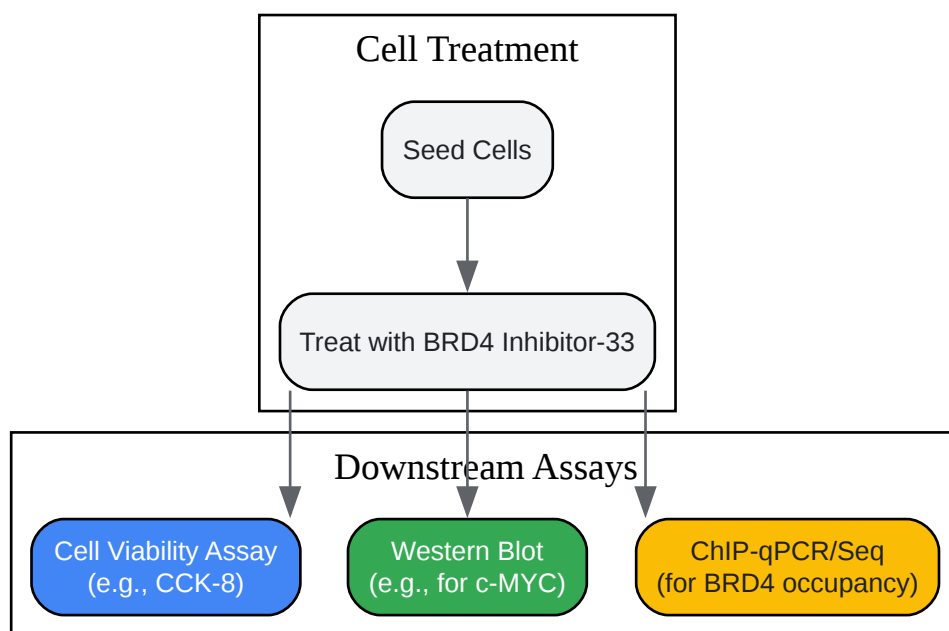 Cell Treatment
Seed Cells
Treat with BRD4 Inhibitor-33
Downstream Assays
Cell Viability Assay
(e.g., CCK-8)
Western Blot
(e.g., for c-MYC)
ChIP-qPCR/Seq
(for BRD4 occupancy)